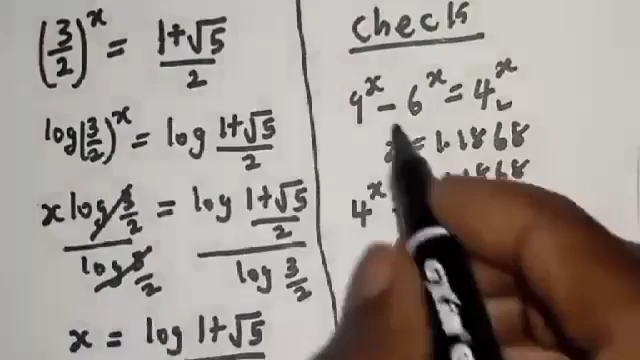 (3/2)^x = (1+√5)/2
log(3/2)^x = log (1+√5)/2
x log 3/2 / log 3/2 = log (1+√5)/2 / log 3/2
x = log 1+√5
Check
9^x - 6^x = 4^x
= 1.1868
4^x 1868